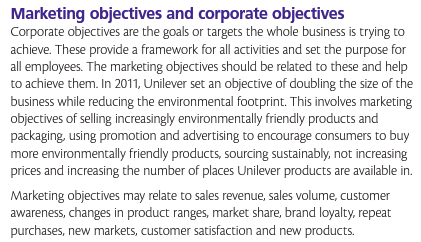 Marketing objectives and corporate objectives
Corporate objectives are the goals or targets the whole business is trying to
achieve. These provide a framework for all activities and set the purpose for
all employees. The marketing objectives should be related to these and help
to achieve them. In 2011, Unilever set an objective of doubling the size of the
business while reducing the environmental footprint. This involves marketing
objectives of selling increasingly environmentally friendly products and
packaging, using promotion and advertising to encourage consumers to buy
more environmentally friendly products, sourcing sustainably, not increasing
prices and increasing the number of places Unilever products are available in.
Marketing objectives may relate to sales revenue, sales volume, customer
awareness, changes in product ranges, market share, brand loyalty, repeat
purchases, new markets, customer satisfaction and new products.